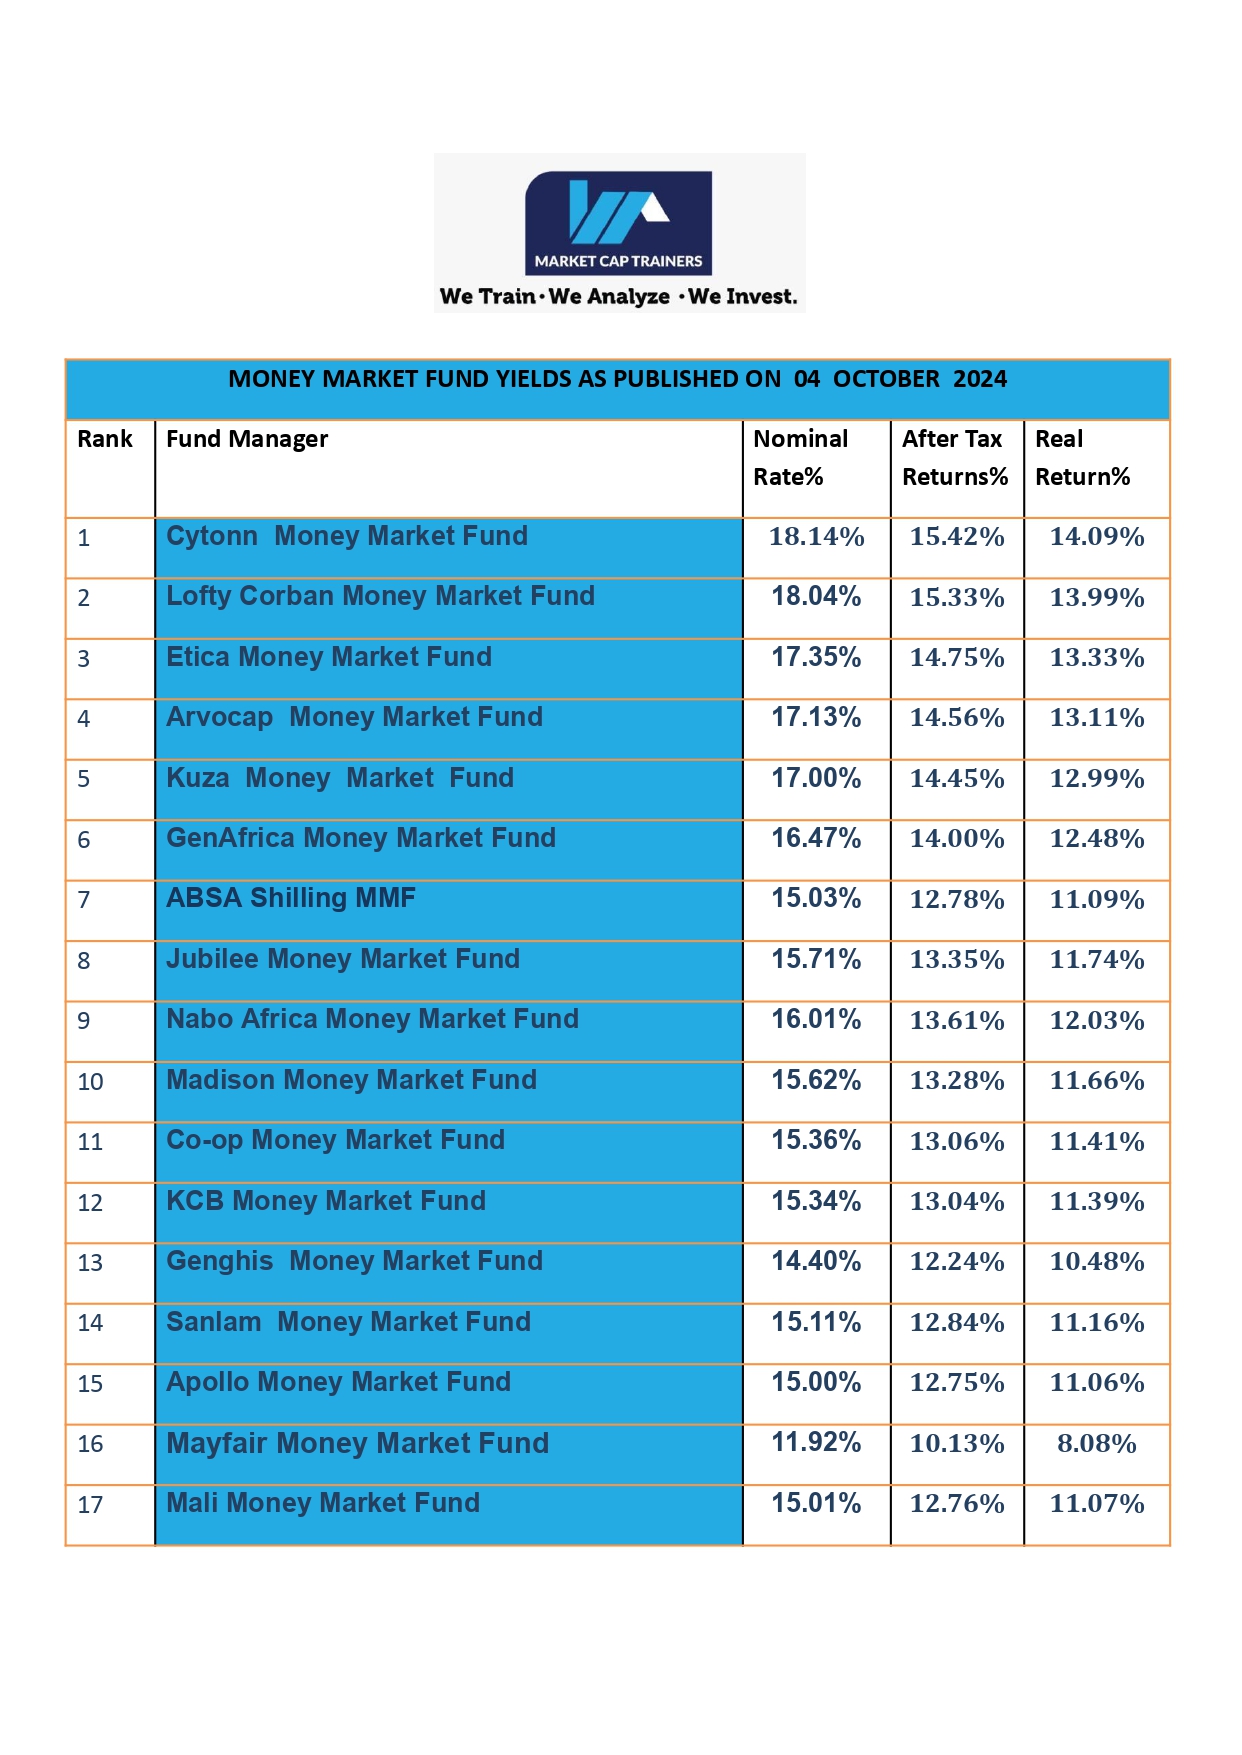 MARKET CAP TRAINERS
We Train · We Analyze · We Invest.
MONEY MARKET FUND YIELDS AS PUBLISHED ON 04 OCTOBER 2024
Rank Fund Manager Nominal Rate% After Tax Returns% Real Return%
1 Cytonn Money Market Fund 18.14% 15.42% 14.09%
2 Lofty Corban Money Market Fund 18.04% 15.33% 13.99%
3 Etica Money Market Fund 17.35% 14.75% 13.33%
4 Arvocap Money Market Fund 17.13% 14.56% 13.11%
5 Kuza Money Market Fund 17.00% 14.45% 12.99%
6 GenAfrica Money Market Fund 16.47% 14.00% 12.48%
7 ABSA Shilling MMF 15.03% 12.78% 11.09%
8 Jubilee Money Market Fund 15.71% 13.35% 11.74%
9 Nabo Africa Money Market Fund 16.01% 13.61% 12.03%
10 Madison Money Market Fund 15.62% 13.28% 11.66%
11 Co-op Money Market Fund 15.36% 13.06% 11.41%
12 KCB Money Market Fund 15.34% 13.04% 11.39%
13 Genghis Money Market Fund 14.40% 12.24% 10.48%
14 Sanlam Money Market Fund 15.11% 12.84% 11.16%
15 Apollo Money Market Fund 15.00% 12.75% 11.06%
16 Mayfair Money Market Fund 11.92% 10.13% 8.08%
17 Mali Money Market Fund 15.01% 12.76% 11.07%